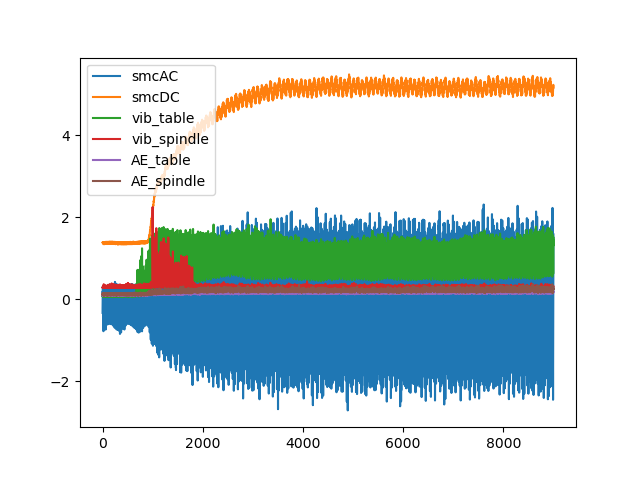 smcAC
smcDC
vib_table
vib_spindle
AE_table
AE_spindle
4
2
0
−2
0 2000 4000 6000 8000